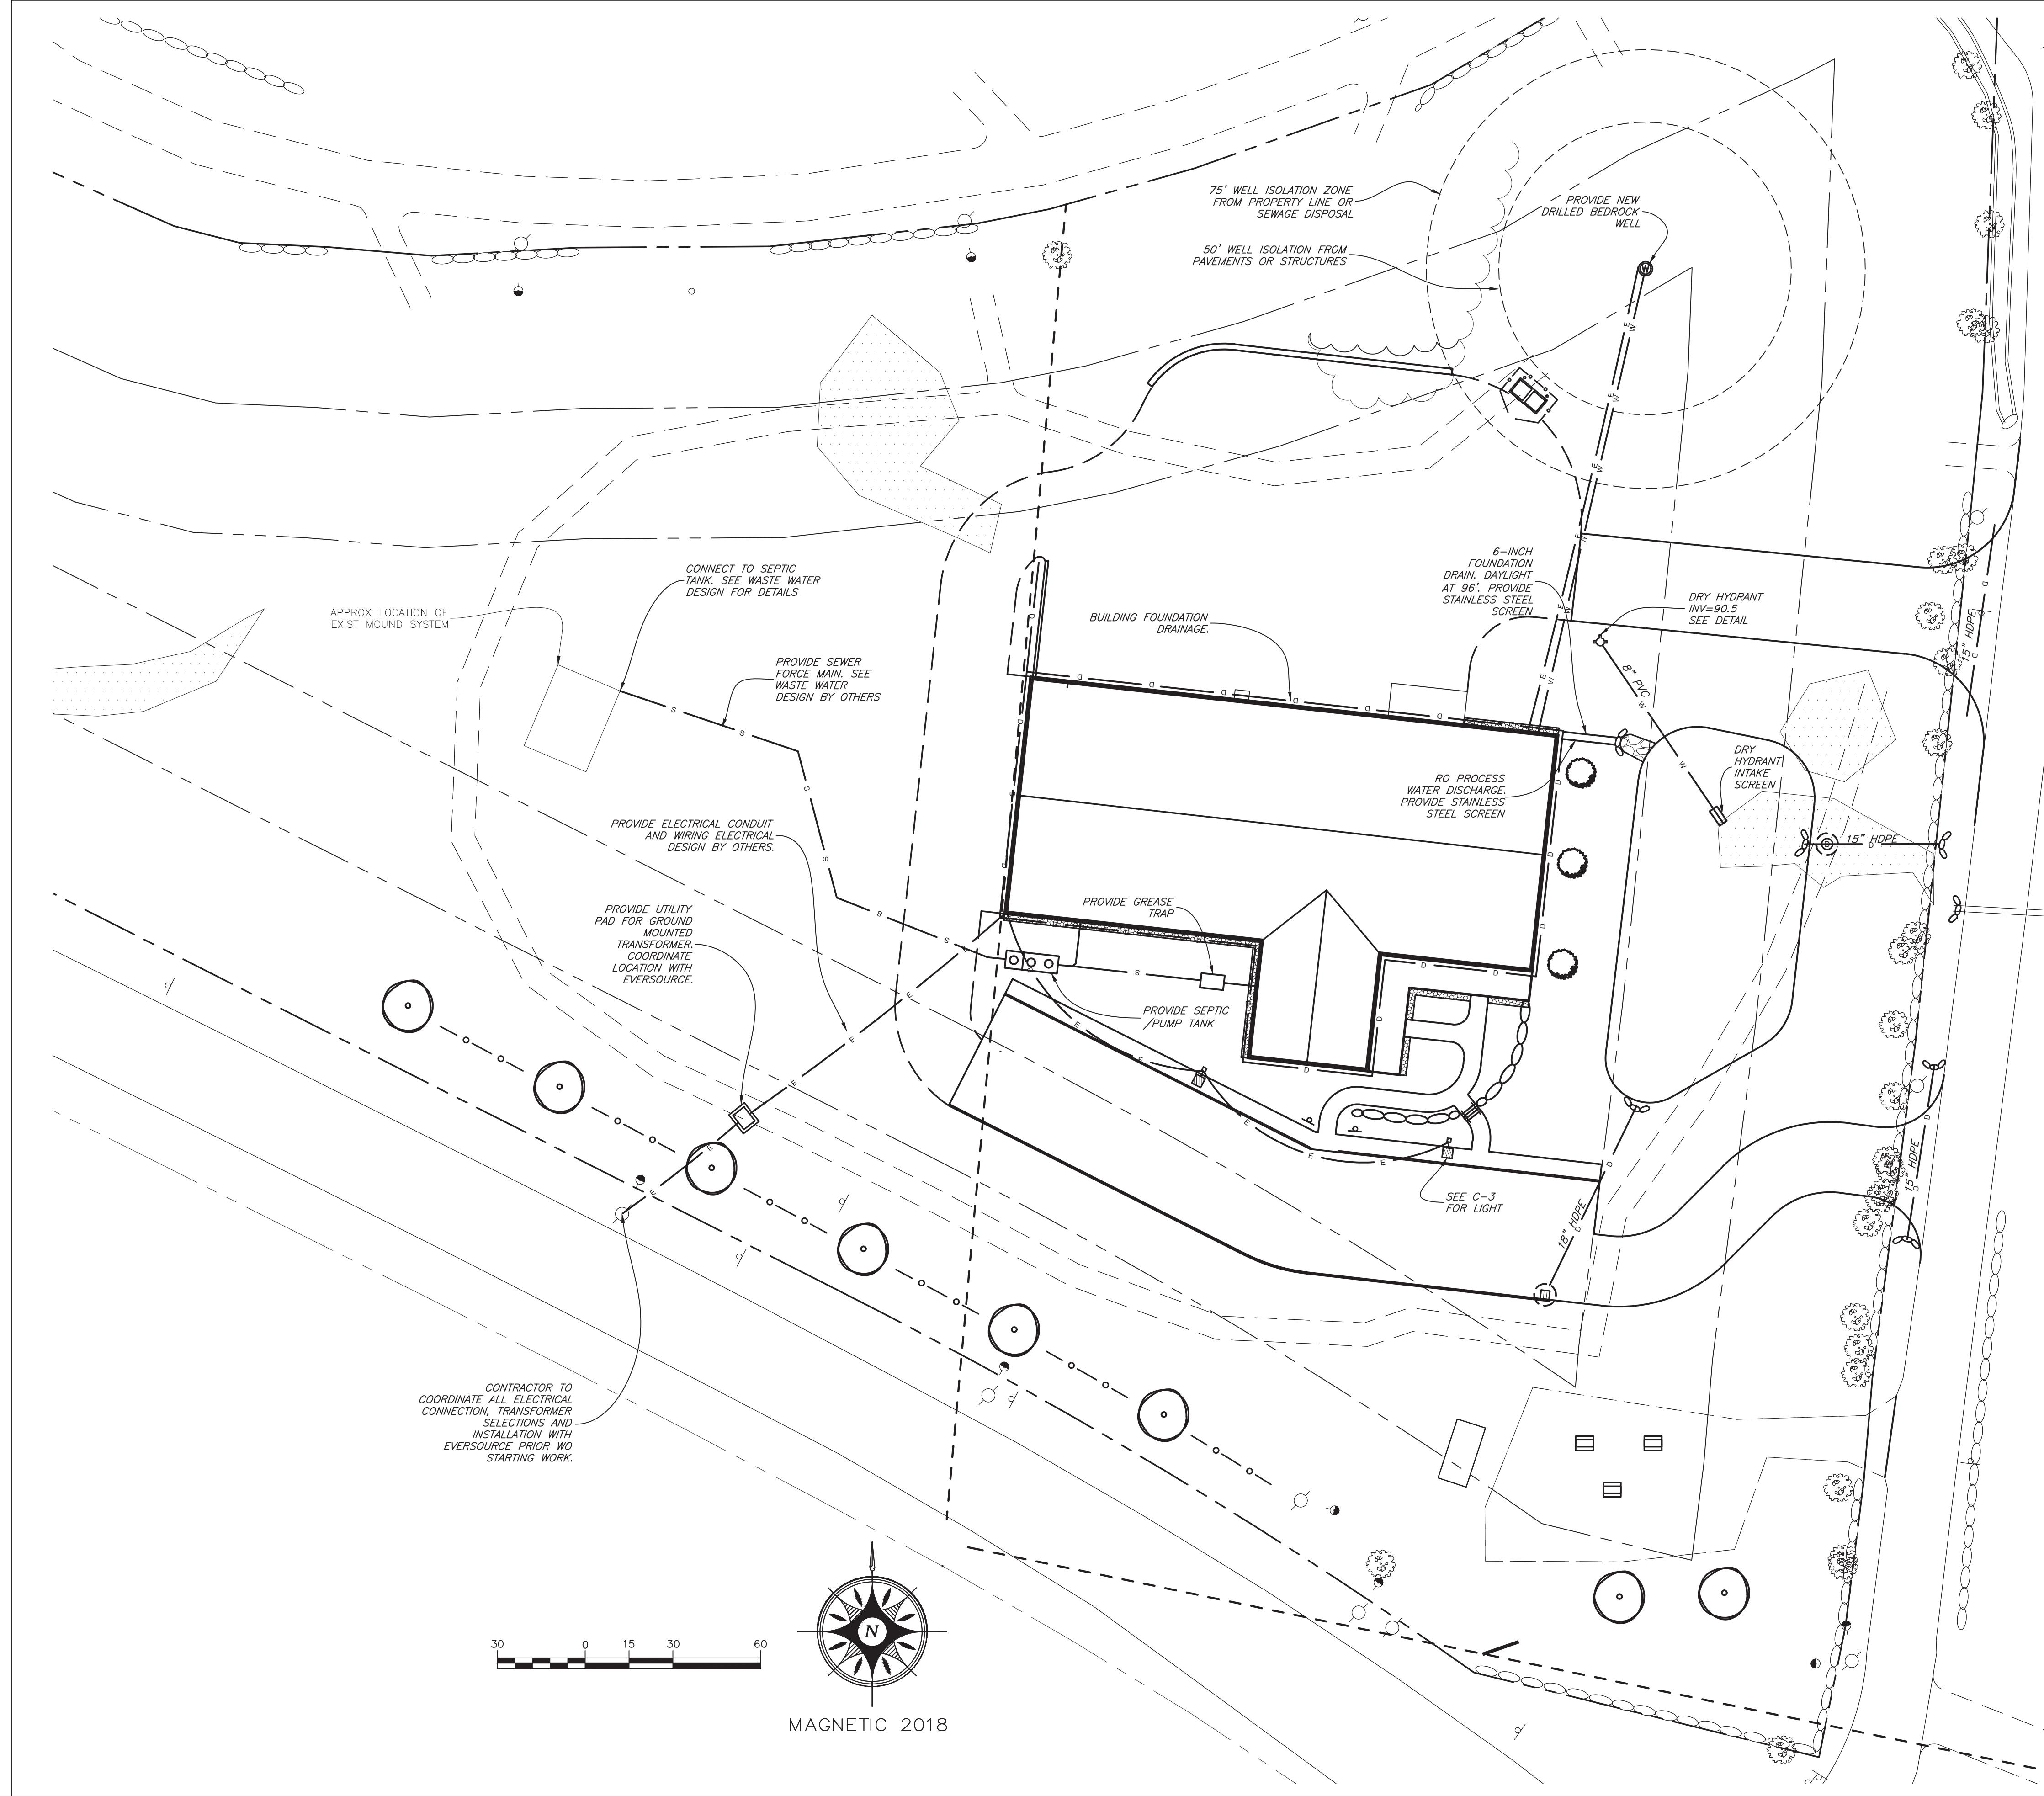 75' WELL ISOLATION ZONE
FROM PROPERTY LINE OR
SEWAGE DISPOSAL
PROVIDE NEW
DRILLED BEDROCK
WELL
50' WELL ISOLATION FROM
PAVEMENTS OR STRUCTURES
W
E
W
E
W
E
W
E
W
E
W
E
W
E
W
6-INCH
FOUNDATION
DRAIN. DAYLIGHT
AT 96'. PROVIDE
STAINLESS STEEL
SCREEN
DRY HYDRANT
INV=90.5
SEE DETAIL
CONNECT TO SEPTIC
TANK. SEE WASTE WATER
DESIGN FOR DETAILS
APPROX LOCATION OF
EXIST MOUND SYSTEM
BUILDING FOUNDATION
DRAINAGE.
15" HDPE
D
D
PROVIDE SEWER
FORCE MAIN. SEE
WASTE WATER
DESIGN BY OTHERS
8" PVC
W
W
D
D
D
D
D
D
D
D
S
S
S
S
S
S
S
DRY
HYDRANT
INTAKE
SCREEN
RO PROCESS
WATER DISCHARGE.
PROVIDE STAINLESS
STEEL SCREEN
PROVIDE ELECTRICAL CONDUIT
AND WIRING ELECTRICAL
DESIGN BY OTHERS.
15" HDPE
D
D
PROVIDE GREASE
TRAP
PROVIDE UTILITY
PAD FOR GROUND
MOUNTED
TRANSFORMER.
COORDINATE
LOCATION WITH
EVERSOURCE.
S
PROVIDE SEPTIC
/PUMP TANK
D
D
D
D
D
D
D
E
E
E
E
E
E
E
E
E
E
E
15" HDPE
D
D
SEE C-3
FOR LIGHT
18" HDPE
D
D
CONTRACTOR TO
COORDINATE ALL ELECTRICAL
CONNECTION, TRANSFORMER
SELECTIONS AND
INSTALLATION WITH
EVERSOURCE PRIOR WO
STARTING WORK.
30 0 15 30 60
N
MAGNETIC 2018